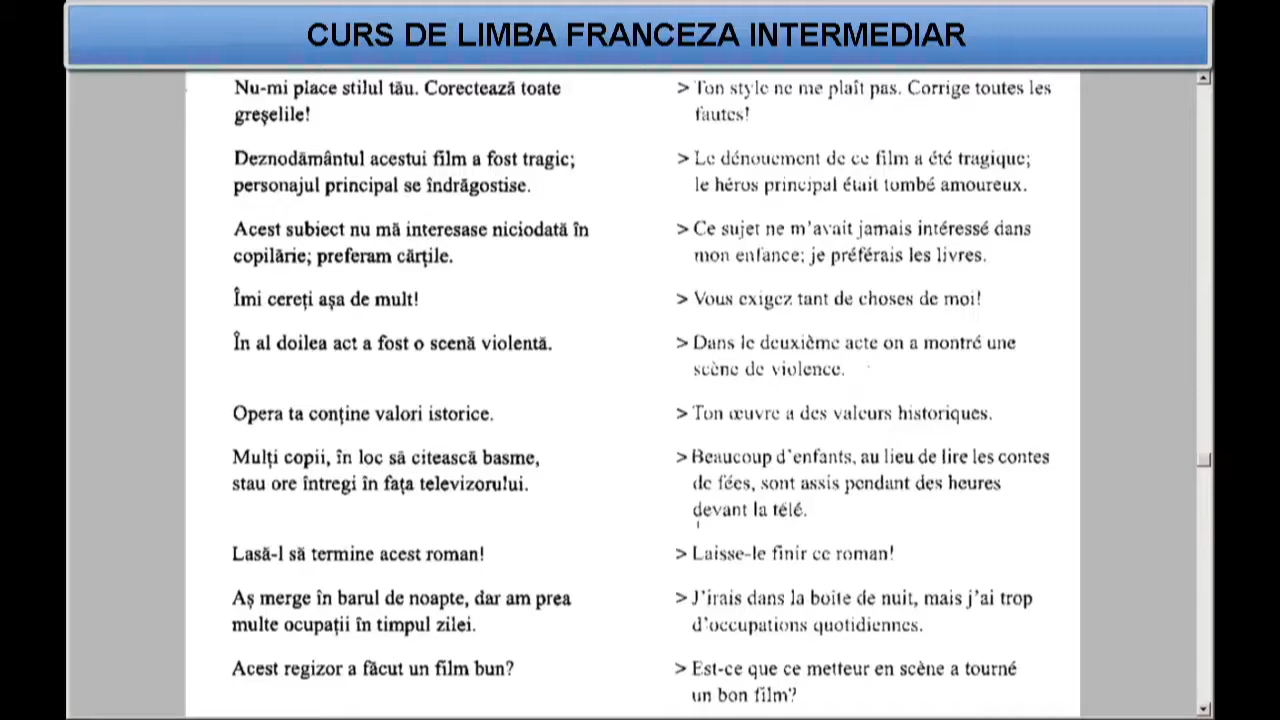 CURS DE LIMBA FRANCEZA INTERMEDIAR
Nu-mi place stilul tău. Corectează toate
greşelile!
> Ton style ne me plaît pas. Corrige toutes les
fautes!
Deznodământul acestui film a fost tragic;
personajul principal se îndrăgostise.
> Le dénouement de ce film a été tragique;
le héros principal était tombé amoureux.
Acest subiect nu mă interesase niciodată în
copilărie; preferam cărţile.
> Ce sujet ne m'avait jamais intéressé dans
mon enfance; je préférais les livres.
Îmi cereţi aşa de mult!
> Vous exigez tant de choses de moi!
În al doilea act a fost o scenă violentă.
> Dans le deuxième acte on a montré une
scène de violence.
Opera ta conţine valori istorice.
> Ton œuvre a des valeurs historiques.
Mulţi copii, în loc să citească basme,
stau ore întregi în faţa televizorului.
> Beaucoup d'enfants, au lieu de lire les contes
de fées, sont assis pendant des heures
devant la télé.
Lasă-l să termine acest roman!
> Laisse-le finir ce roman!
Aş merge în barul de noapte, dar am prea
multe ocupaţii în timpul zilei.
> J'irais dans la boite de nuit, mais j'ai trop
d'occupations quotidiennes.
Acest regizor a făcut un film bun?
> Est-ce que ce metteur en scène a tourné
un bon film?